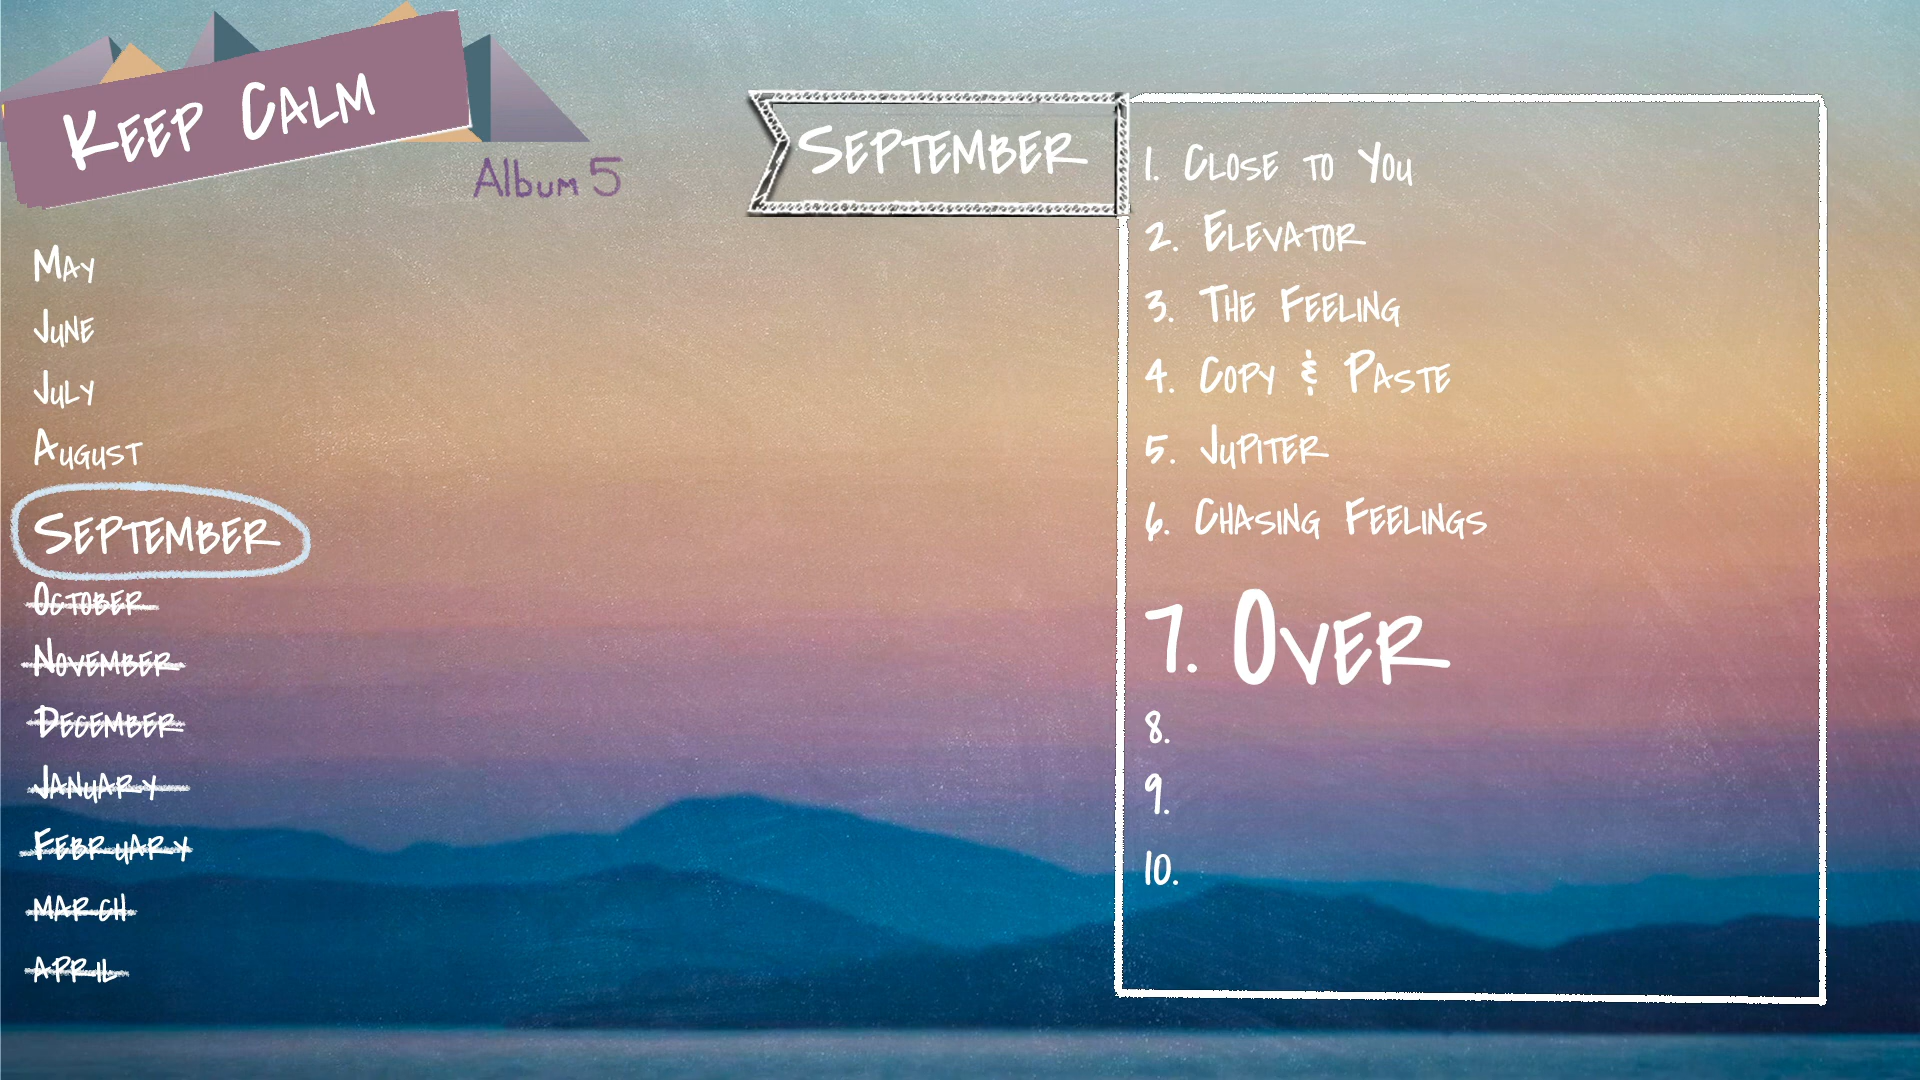 Keep Calm
Album 5
May
June
July
August
September
October
November
December
January
February
March
April
September
1. Close to You
2. Elevator
3. The Feeling
4. Copy & Paste
5. Jupiter
6. Chasing Feelings
7. Over
8.
9.
10.